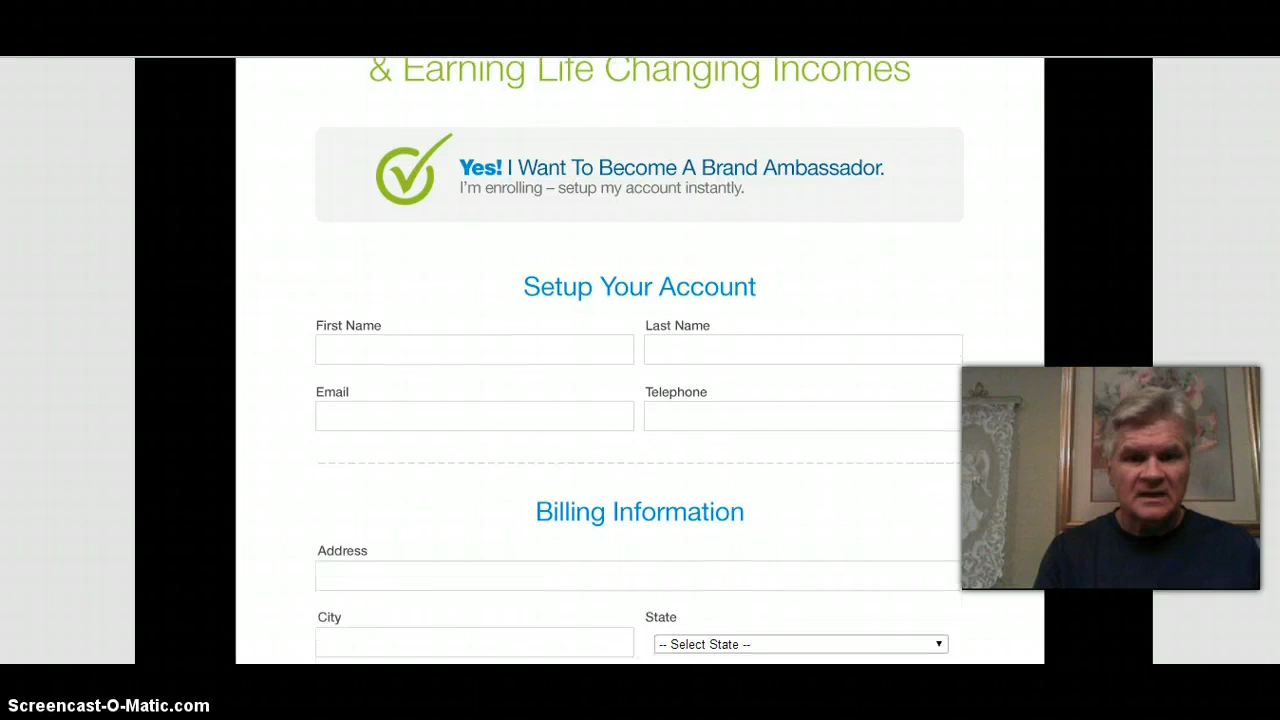 & Earning Life Changing Incomes
Yes! I Want To Become A Brand Ambassador.
I'm enrolling – setup my account instantly.
Setup Your Account
First Name
Last Name
Email
Telephone
Billing Information
Address
City
State
-- Select State --
Screencast-O-Matic.com